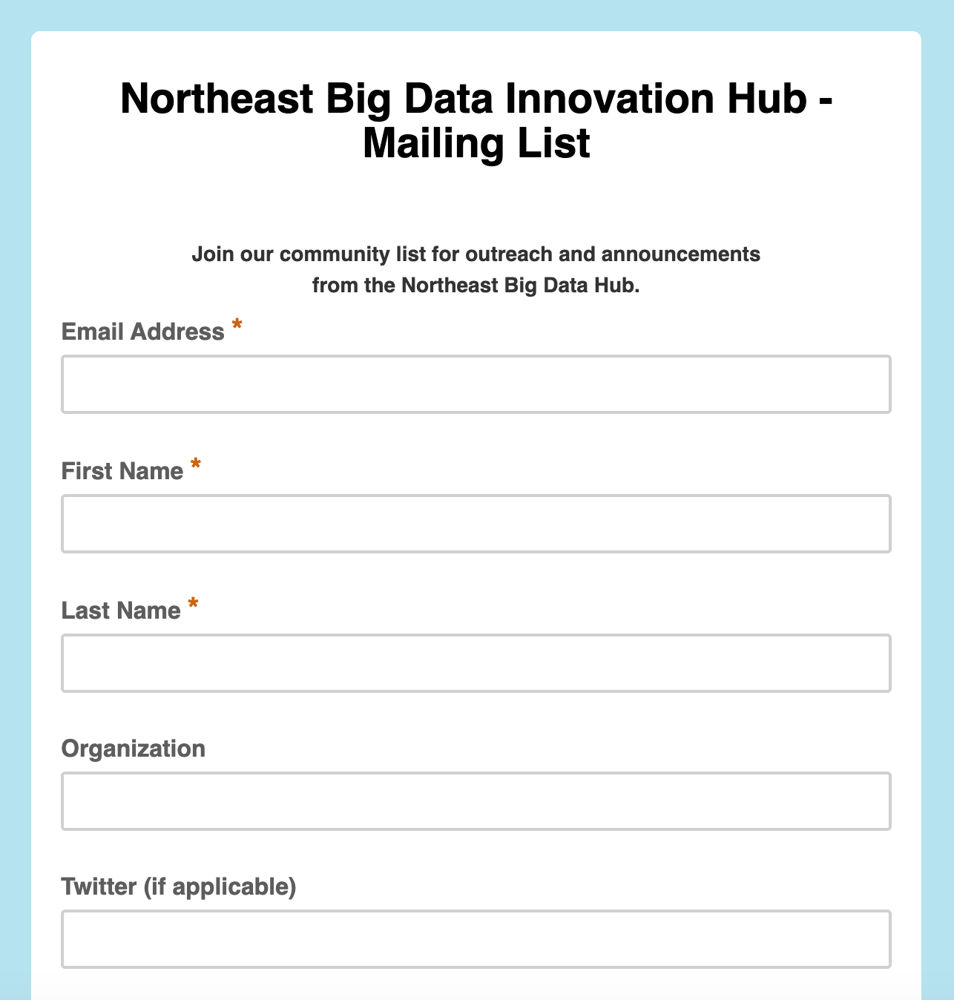 Northeast Big Data Innovation Hub -
Mailing List
Join our community list for outreach and announcements
from the Northeast Big Data Hub.
Email Address *
First Name *
Last Name *
Organization
Twitter (if applicable)